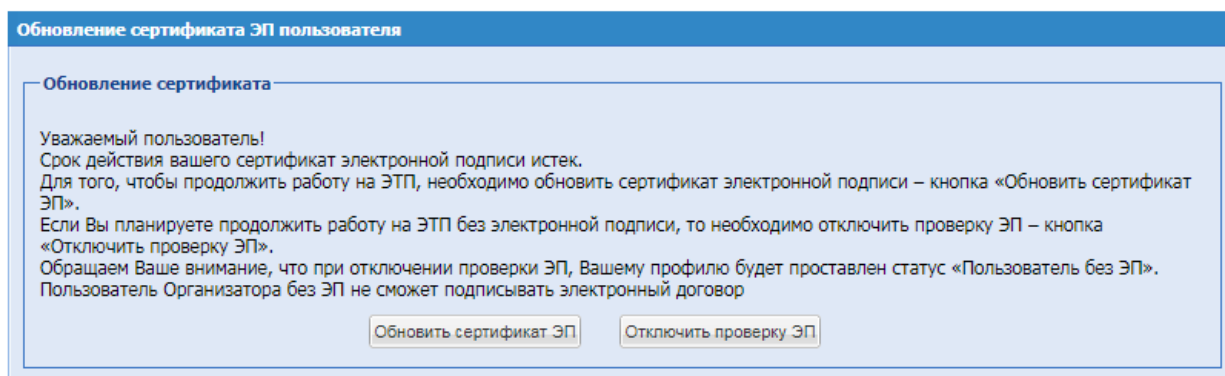 Обновление сертификата ЭП пользователя
Обновление сертификата
Уважаемый пользователь!
Срок действия вашего сертификат электронной подписи истек.
Для того, чтобы продолжить работу на ЭТП, необходимо обновить сертификат электронной подписи – кнопка «Обновить сертификат
ЭП».
Если Вы планируете продолжить работу на ЭТП без электронной подписи, то необходимо отключить проверку ЭП – кнопка
«Отключить проверку ЭП».
Обращаем Ваше внимание, что при отключении проверки ЭП, Вашему профилю будет проставлен статус «Пользователь без ЭП».
Пользователь Организатора без ЭП не сможет подписывать электронный договор
Обновить сертификат ЭП Отключить проверку ЭП